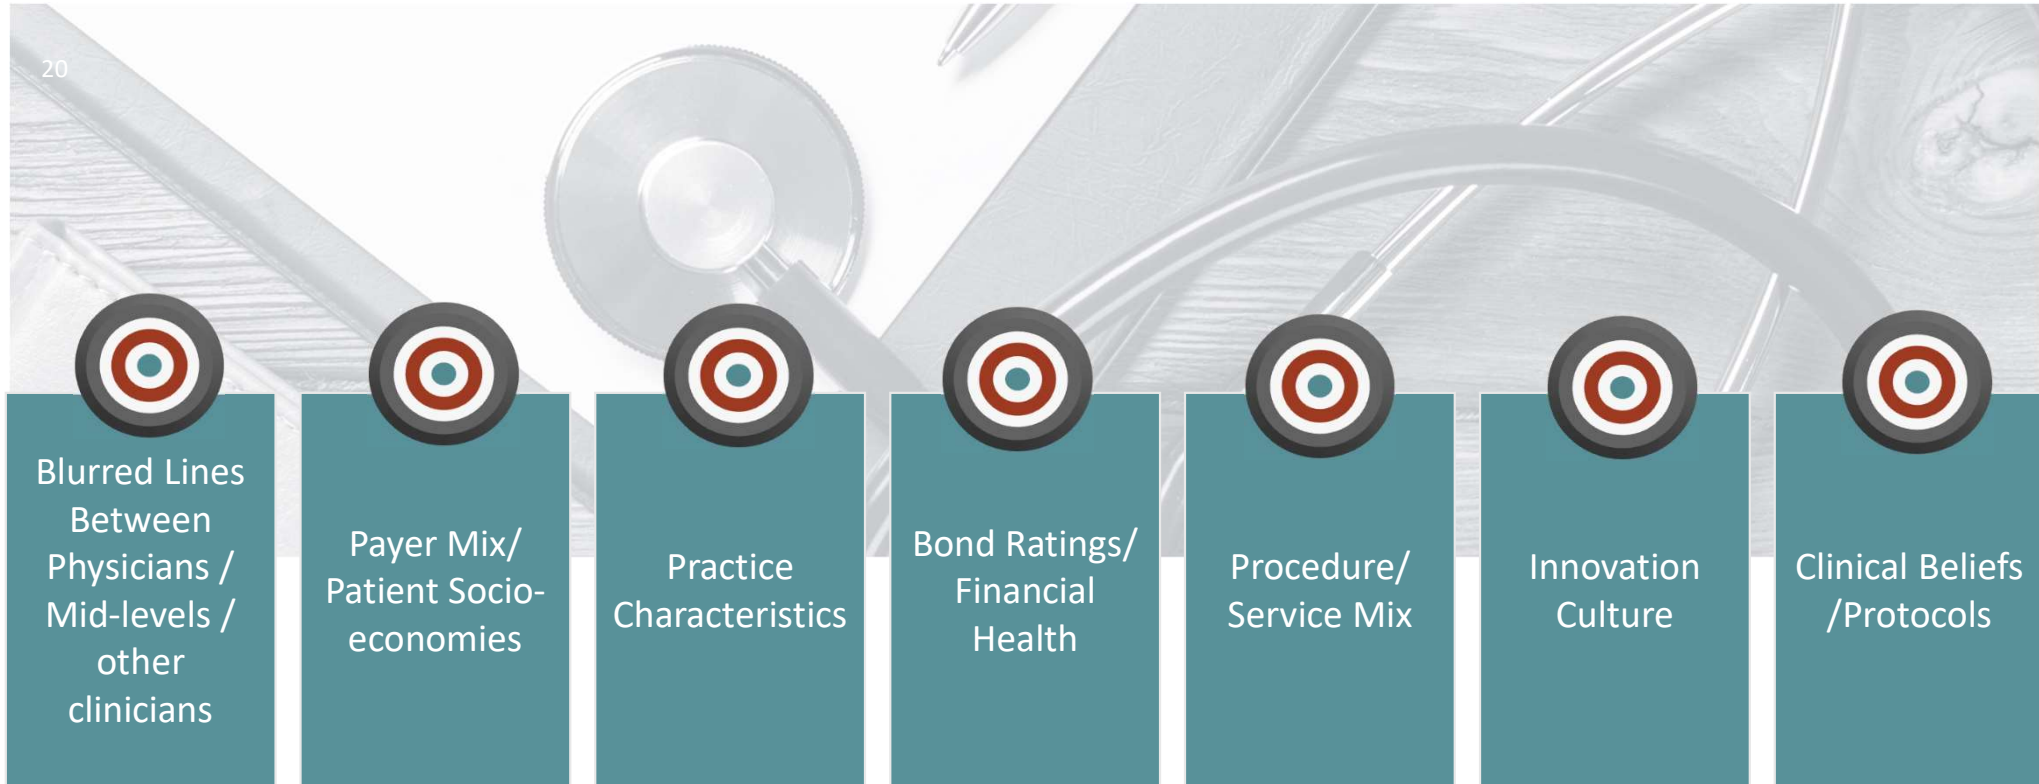 20
Blurred Lines
Between
Physicians /
Mid-levels /
other
clinicians
Payer Mix/
Patient Socio-
economies
Practice
Characteristics
Bond Ratings/
Financial
Health
Procedure/
Service Mix
Innovation
Culture
Clinical Beliefs
/Protocols